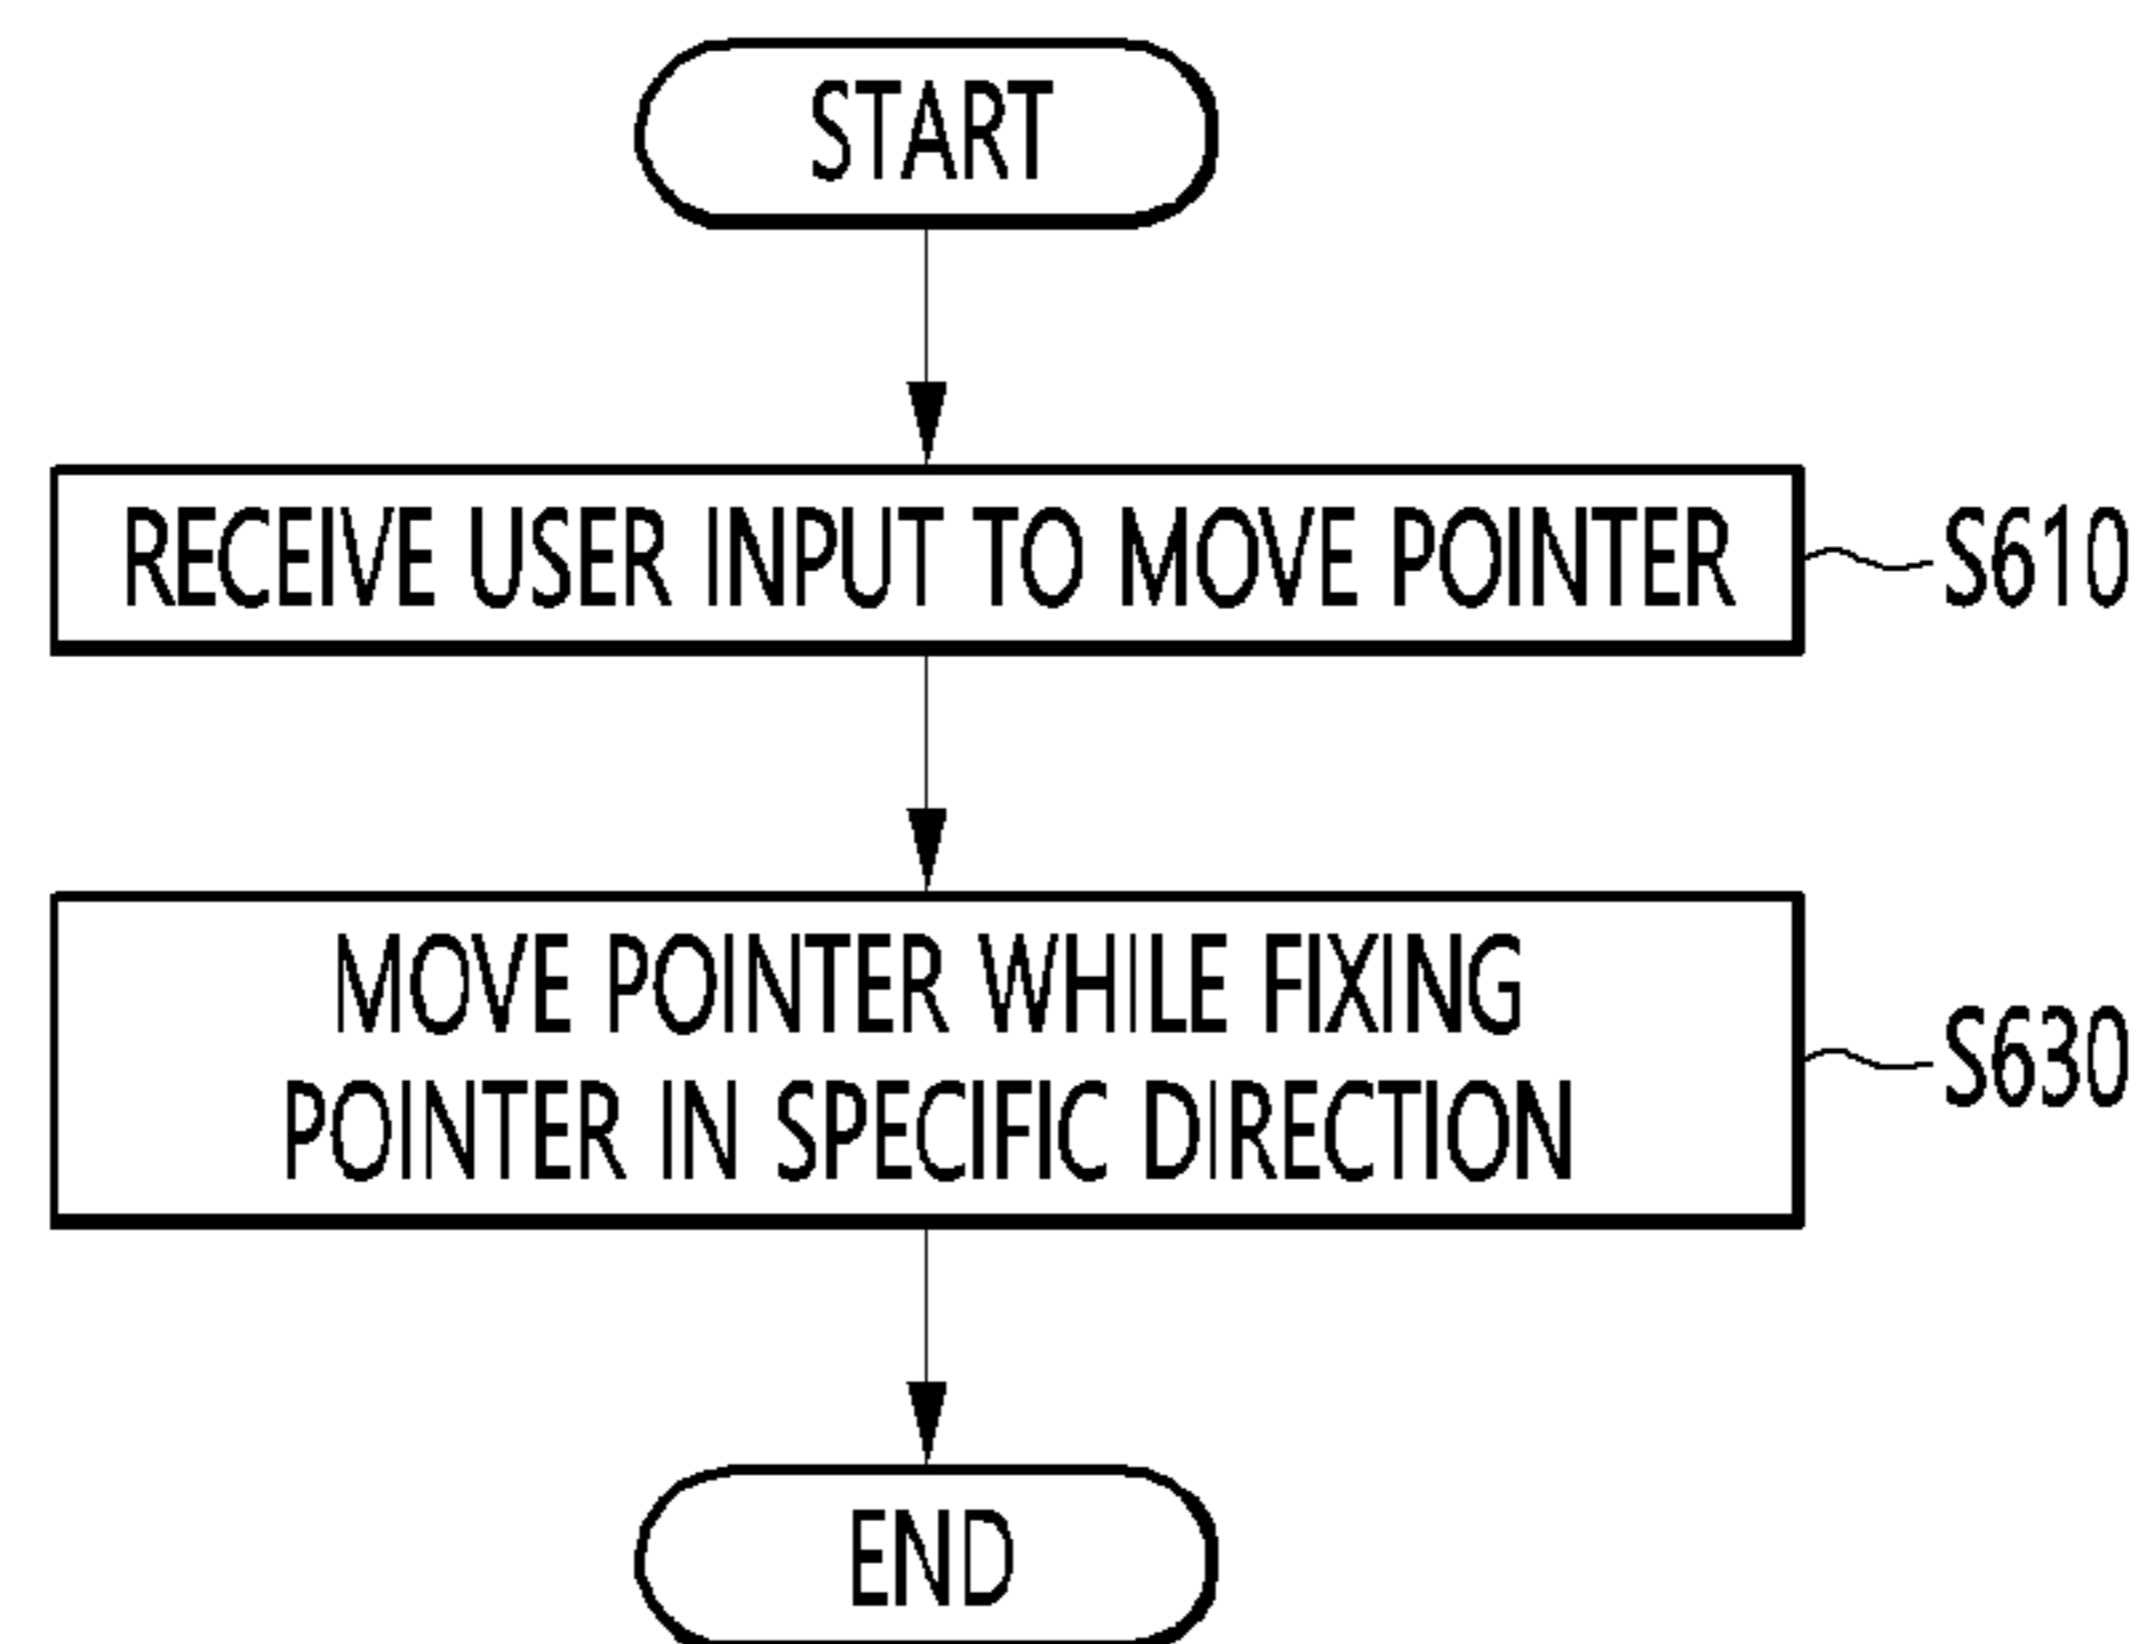 START
RECEIVE USER INPUT TO MOVE POINTER
S610
MOVE POINTER WHILE FIXING
POINTER IN SPECIFIC DIRECTION
S630
END